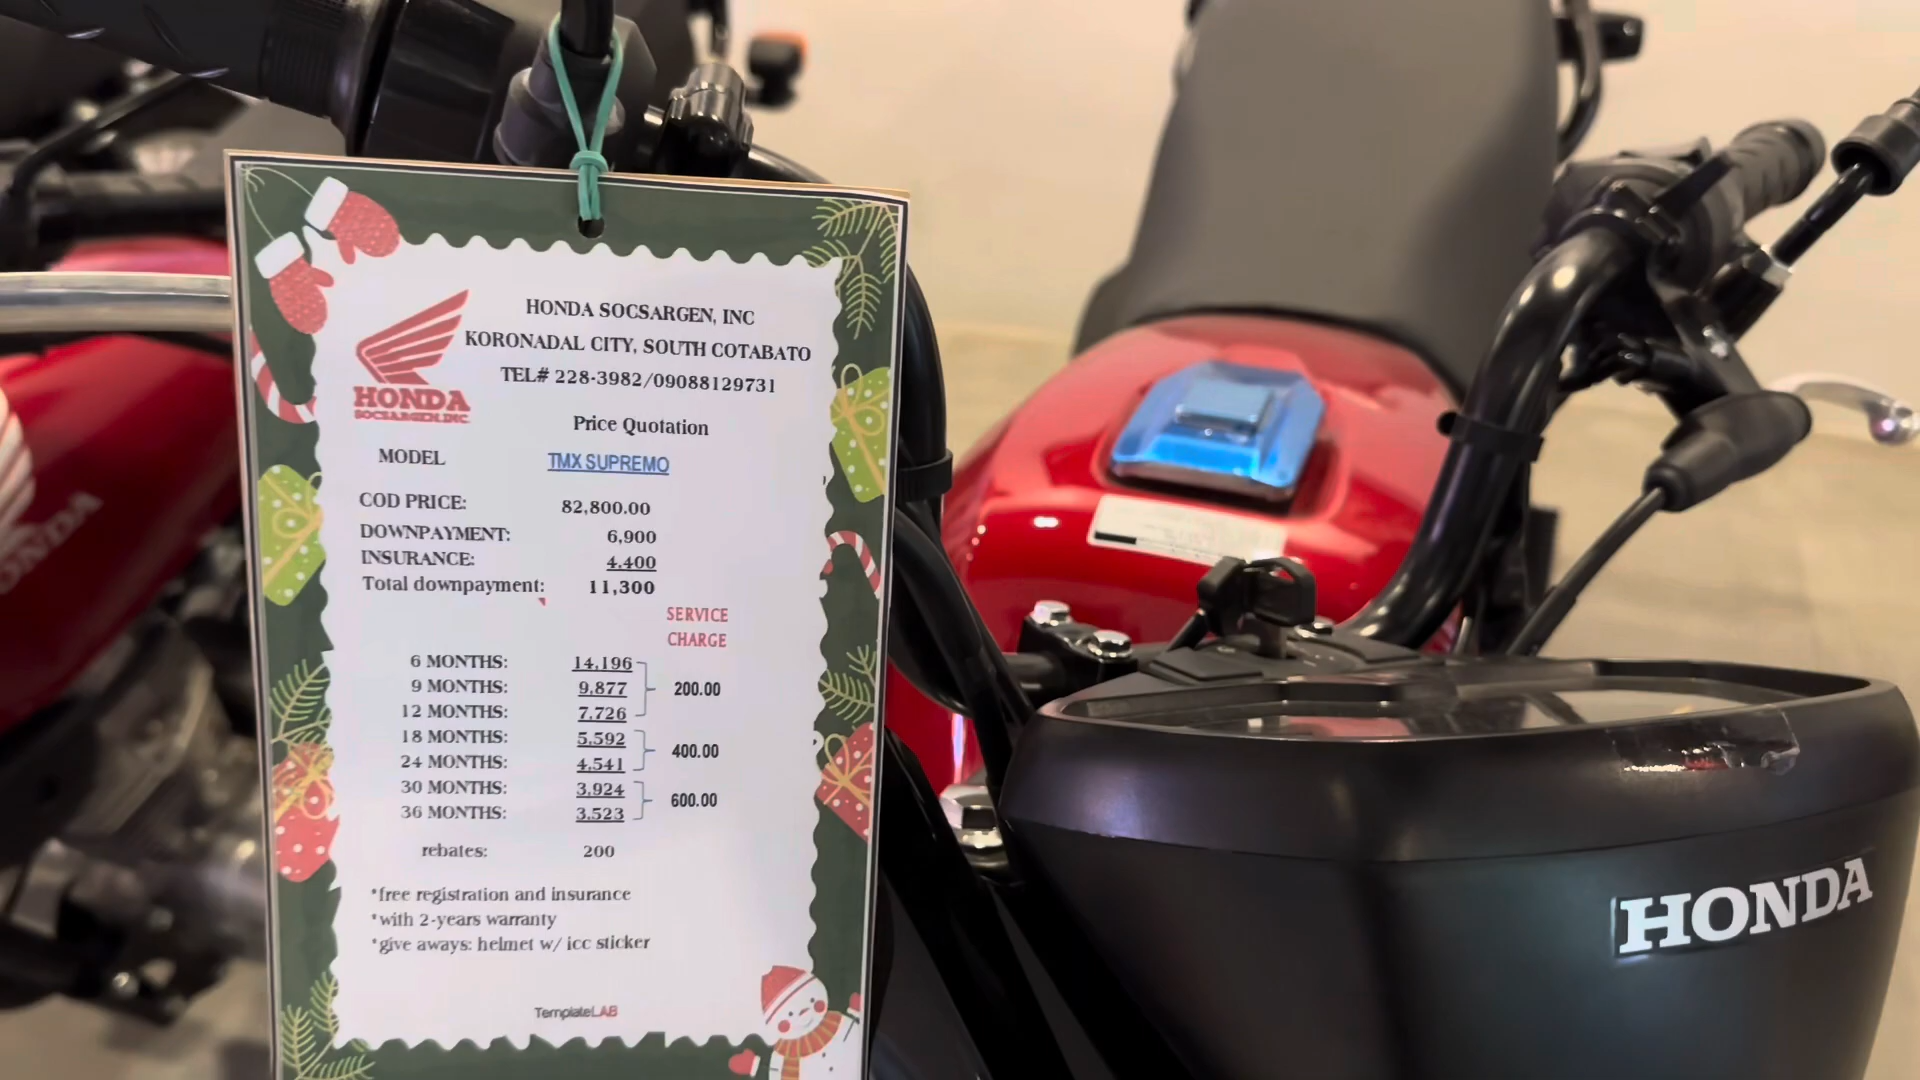 HONDA SOCSARGEN, INC
KORONADAL CITY, SOUTH COTABATO
TEL# 228-3982/09088129731
HONDA
SOCSARGEN,INC.
Price Quotation
MODEL TMX SUPREMO
COD PRICE: 82,800.00
DOWNPAYMENT: 6,900
INSURANCE: 4.400
Total downpayment: 11,300
SERVICE
CHARGE
6 MONTHS: 14,196
9 MONTHS: 9,877 200.00
12 MONTHS: 7,726
18 MONTHS: 5,592 400.00
24 MONTHS: 4,541
30 MONTHS: 3,924 600.00
36 MONTHS: 3,523
rebates: 200
*free registration and insurance
*with 2-years warranty
*give aways: helmet w/ icc sticker
TemplateLAB
HONDA
HONDA